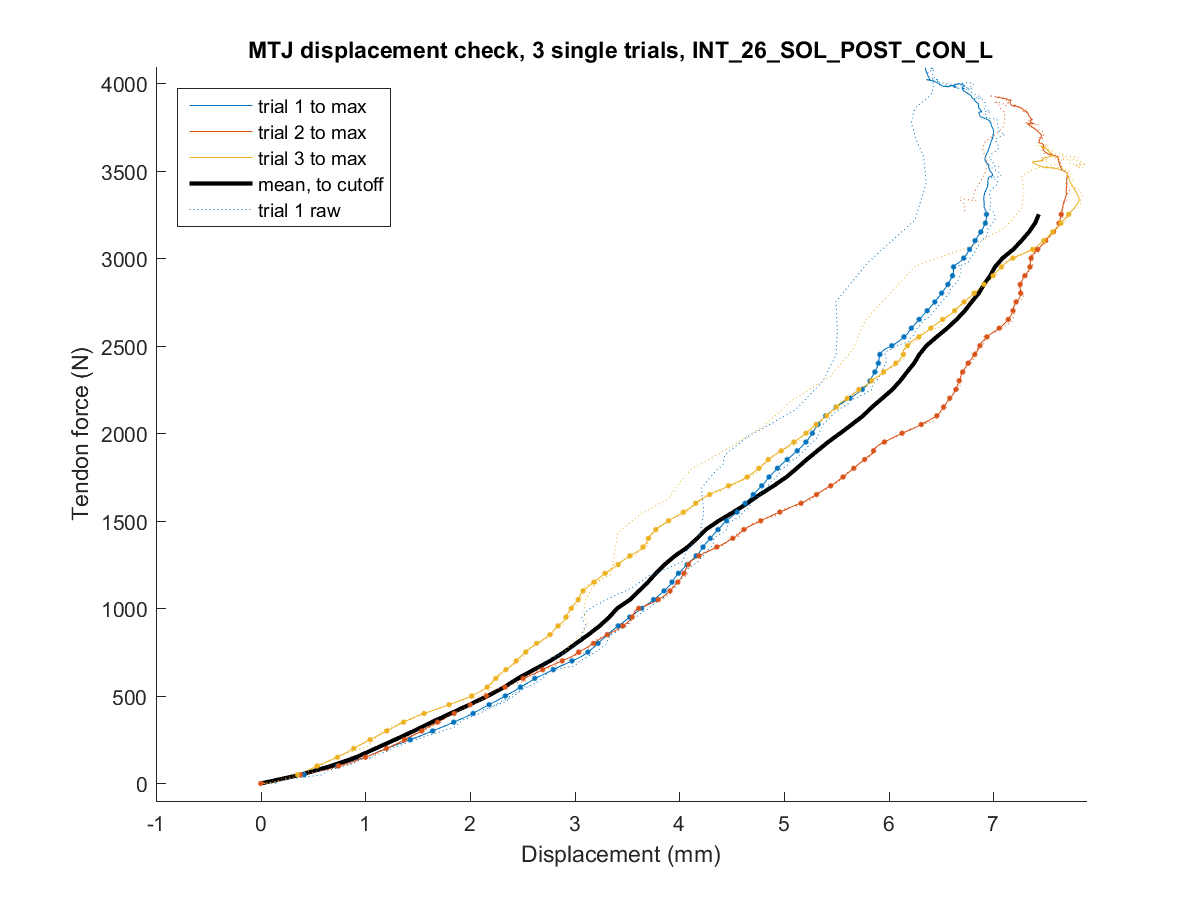 MTJ displacement check, 3 single trials, INT_26_SOL_POST_CON_L
trial 1 to max
trial 2 to max
trial 3 to max
mean, to cutoff
trial 1 raw
4000
3500
3000
2500
2000
1500
1000
500
0
Tendon force (N)
-1 0 1 2 3 4 5 6 7
Displacement (mm)